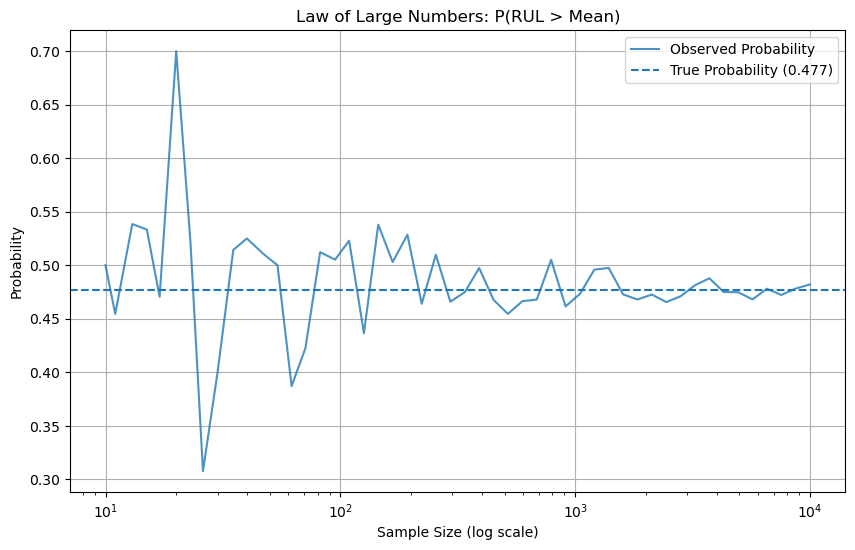 Law of Large Numbers: P(RUL > Mean)
Observed Probability
True Probability (0.477)
Probability
0.70
0.65
0.60
0.55
0.50
0.45
0.40
0.35
0.30
10¹ 10² 10³ 10⁴
Sample Size (log scale)